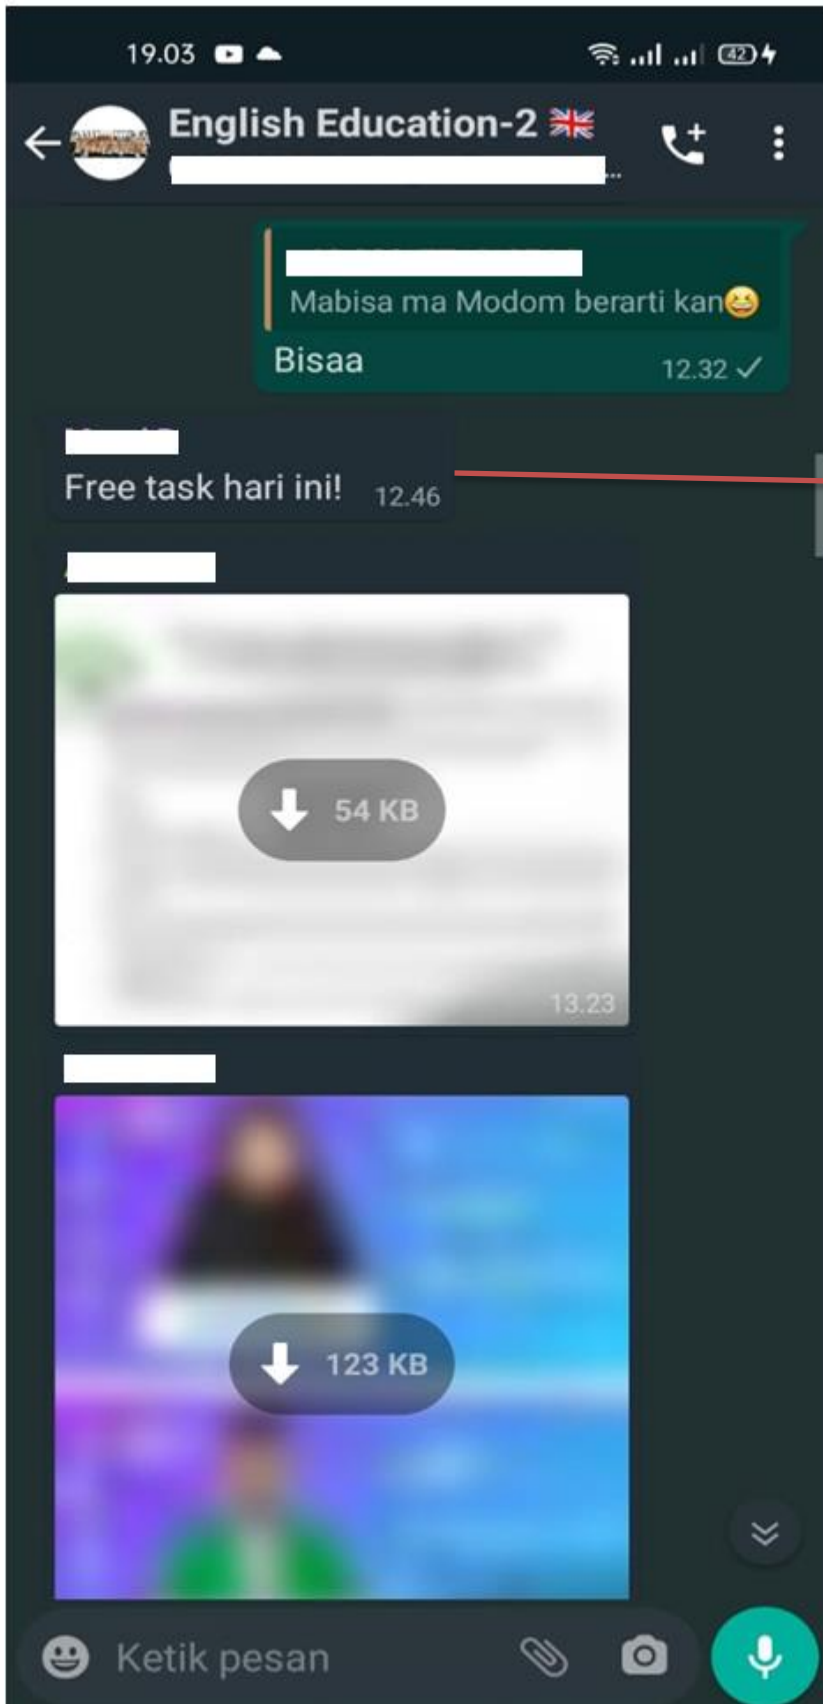 19.03
42
English Education-2
...
Mabisa ma Modom berarti kan😆
Bisaa
12.32
Free task hari ini!
12.46
54 KB
13.23
123 KB
Ketik pesan